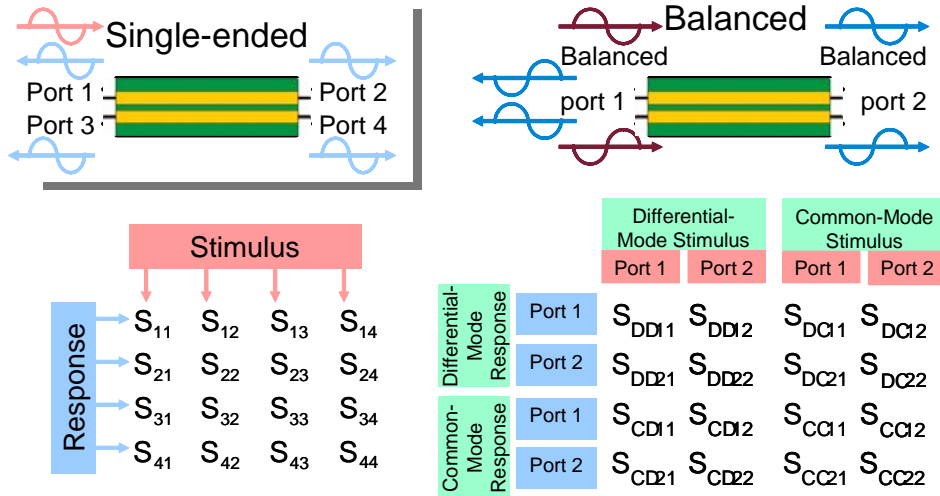 Single-ended
Port 1
Port 2
Port 3
Port 4
Balanced
Balanced
Balanced
port 1
port 2
Stimulus
Response
S11 S12 S13 S14
S21 S22 S23 S24
S31 S32 S33 S34
S41 S42 S43 S44
Differential-
Mode Stimulus
Common-Mode
Stimulus
Port 1 Port 2 Port 1 Port 2
Differential-
Mode
Response
Port 1
SDD11 SDD12 SDC11 SDC12
Port 2
SDD21 SDD22 SDC21 SDC22
Common-
Mode
Response
Port 1
SCD11 SCD12 SCC11 SCC12
Port 2
SCD21 SCD22 SCC21 SCC22